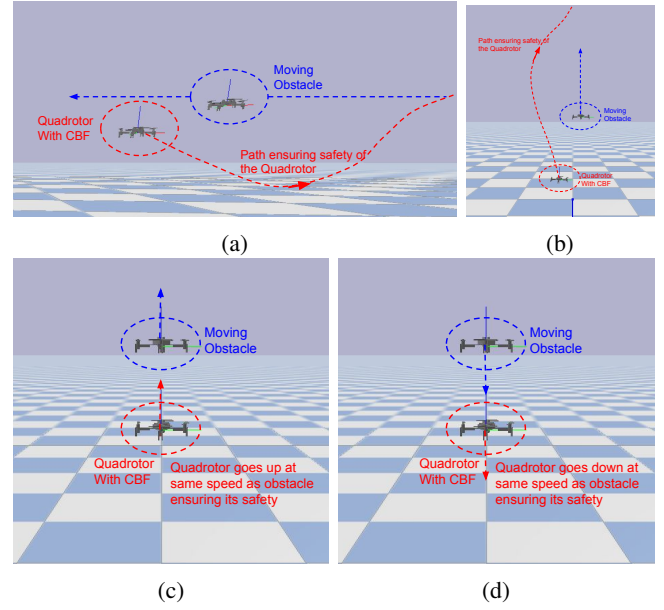 Moving
Obstacle
Quadrotor
With CBF
Path ensuring safety of
the Quadrotor
(a)
Path ensuring safety of
the Quadrotor
Moving
Obstacle
Quadrotor
With CBF
(b)
Moving
Obstacle
Quadrotor
With CBF
Quadrotor goes up at
same speed as obstacle
ensuring its safety
(c)
Moving
Obstacle
Quadrotor
With CBF
Quadrotor goes down at
same speed as obstacle
ensuring its safety
(d)